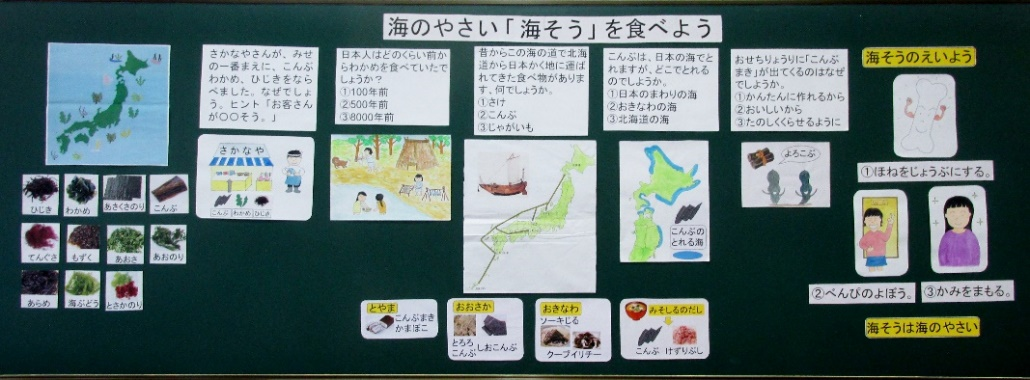 海のやさい「海そう」を食べよう
さかなやさんが、みせ
の一番まえに、こんぶ
わかめ、ひじきをなら
べました。なぜでしょ
う。ヒント「お客さん
が〇〇そう。」
さかなや
こんぶ
わかめ
ひじき
日本人はどのくらい前か
らわかめを食べていたで
しょうか？
①100年前
②500年前
③8000年前
昔からこの海の道で北海
道から日本かく地に運ば
れてきた食べ物がありま
す、何でしょうか。
①さけ
②こんぶ
③じゃがいも
こんぶは、日本の海でと
れますが、どこでとれる
のでしょうか。
①日本のまわりの海
②おきなわの海
③北海道の海
こんぶの
とれる海
おせちりょうりに「こんぶ
まき」が出てくるのはなぜ
でしょうか。
①かんたんに作れるから
②おいしいから
③たのしくくらせるように
よろこぶ
海そうのえいよう
①ほねをじょうぶにする。
②べんぴのよぼう。
③かみをまもる。
海そうは海のやさい
ひじき
わかめ
あさくさのり
こんぶ
てんぐさ
もずく
あおさ
あおのり
あらめ
海ぶどう
とさかのり
とやま
こんぶまき
かまぼこ
おおさか
とろろ
こんぶ
しおこんぶ
おきなわ
ソーキじる
クーブイリチー
みそしるのだし
こんぶ
けずりぶし